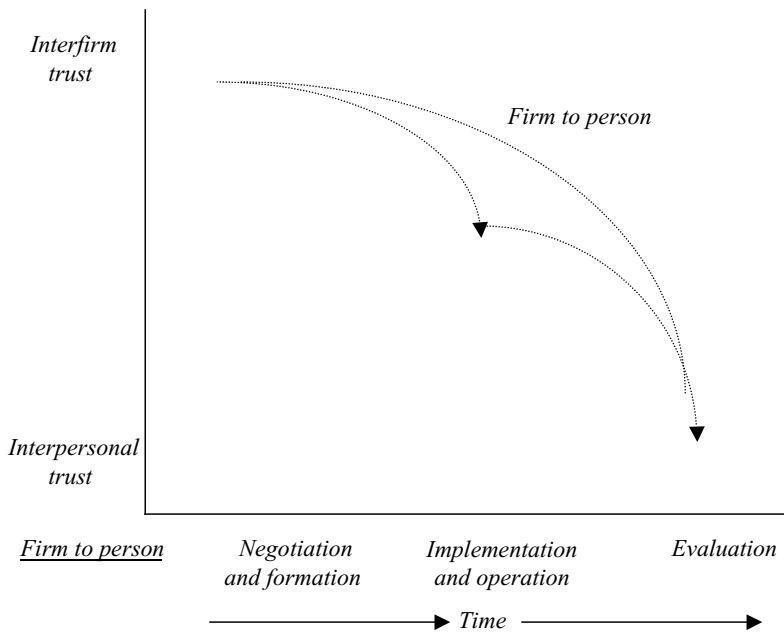 Interfirm
trust
Firm to person
Interpersonal
trust
Firm to person
Negotiation
and formation
Implementation
and operation
Evaluation
Time